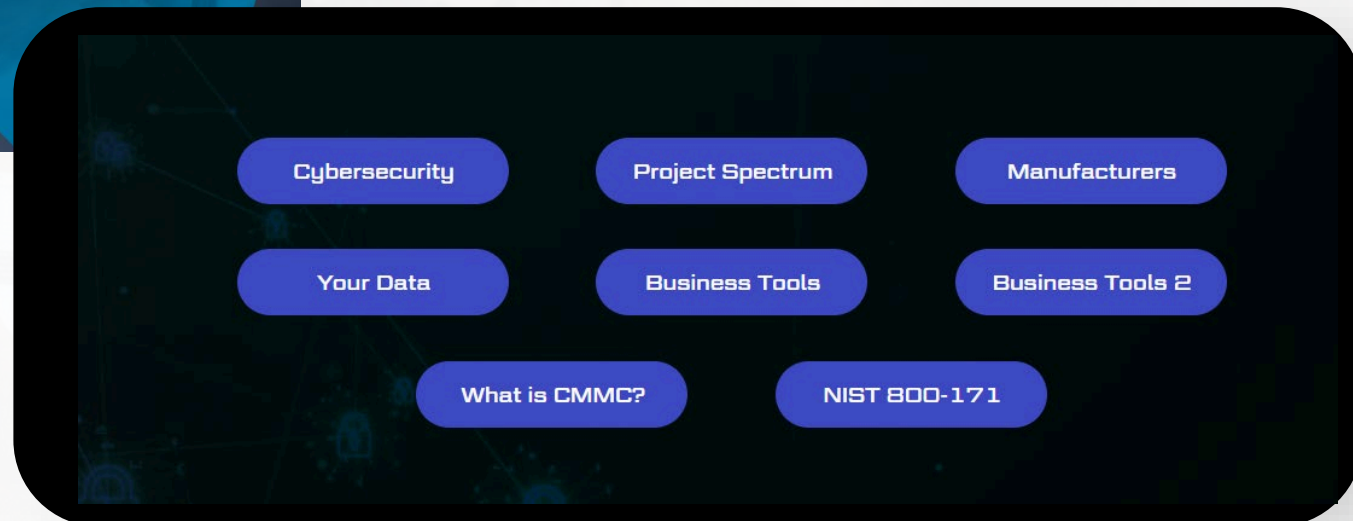 Cybersecurity
Project Spectrum
Manufacturers
Your Data
Business Tools
Business Tools 2
What is CMMC?
NIST 800-171